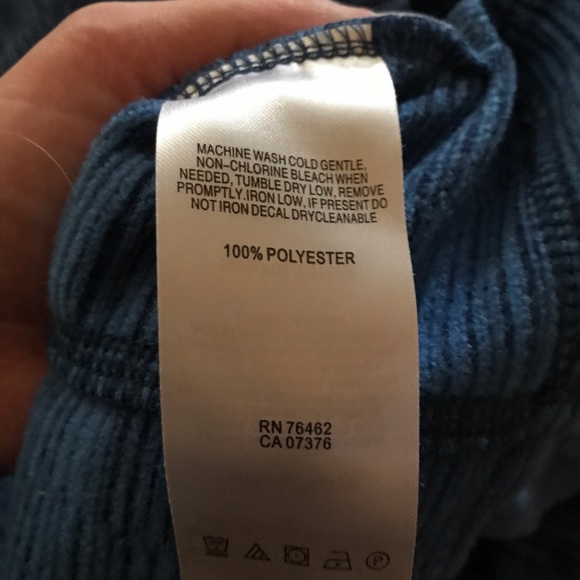 MACHINE WASH COLD GENTLE,
NON-CHLORINE BLEACH WHEN
NEEDED, TUMBLE DRY LOW, REMOVE
PROMPTLY.IRON LOW, IF PRESENT DO
NOT IRON DECAL DRYCLEANABLE
100% POLYESTER
RN 76462
CA 07376
P